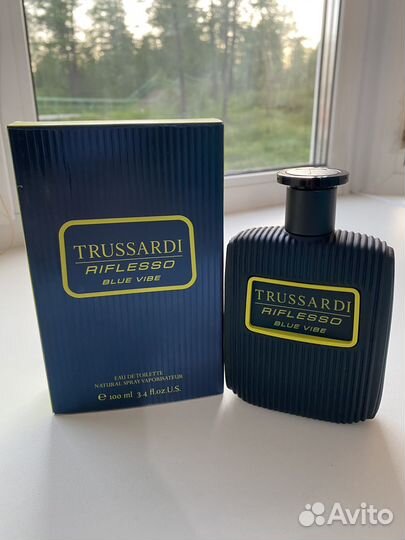 TRUSSARDI
RIFLESSO
BLUE VIBE
EAU DE TOILETTE
NATURAL SPRAY VAPORISATEUR
℮ 100 ml 3.4 fl.oz.U.S.
TRUSSARDI
RIFLESSO
BLUE VIBE
Avito